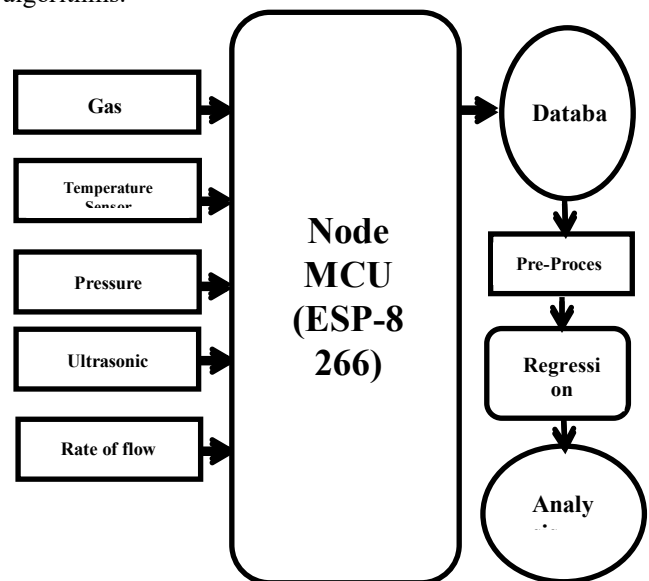 algorithms.
Gas
Temperature
Sensor
Pressure
Ultrasonic
Rate of flow
Node
MCU
(ESP-8
266)
Databa
Pre-Proces
Regressi
on
Analy